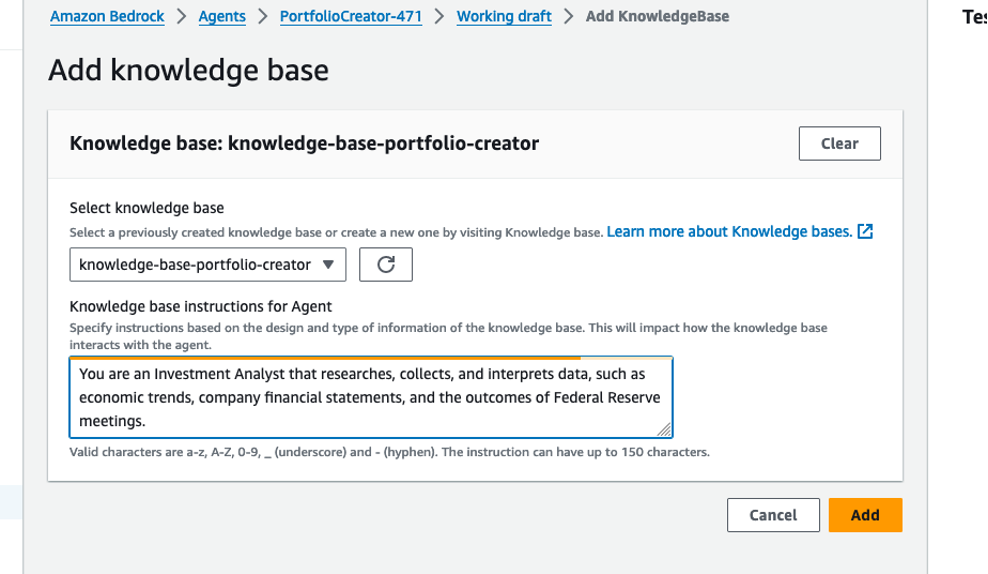 Amazon Bedrock > Agents > PortfolioCreator-471 > Working draft > Add KnowledgeBase
Add knowledge base
Knowledge base: knowledge-base-portfolio-creator
Clear
Select knowledge base
Select a previously created knowledge base or create a new one by visiting Knowledge base. Learn more about Knowledge bases.
knowledge-base-portfolio-creator
Knowledge base instructions for Agent
Specify instructions based on the design and type of information of the knowledge base. This will impact how the knowledge base
interacts with the agent.
You are an Investment Analyst that researches, collects, and interprets data, such as
economic trends, company financial statements, and the outcomes of Federal Reserve
meetings.
Valid characters are a-z, A-Z, 0-9, _ (underscore) and - (hyphen). The instruction can have up to 150 characters.
Cancel
Add